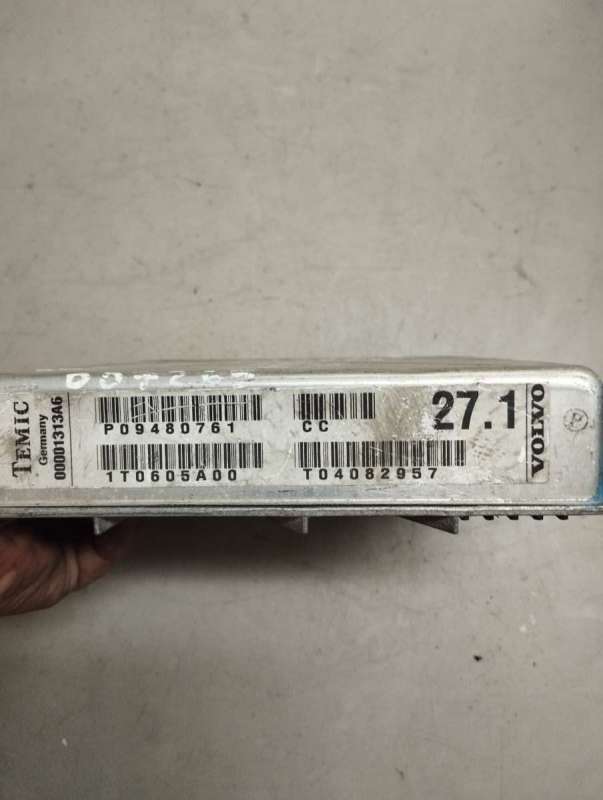 TEMIC
Germany
00001313A6
P09480761
CC
27.1
VOLVO
P
1T0605A00
T04082957